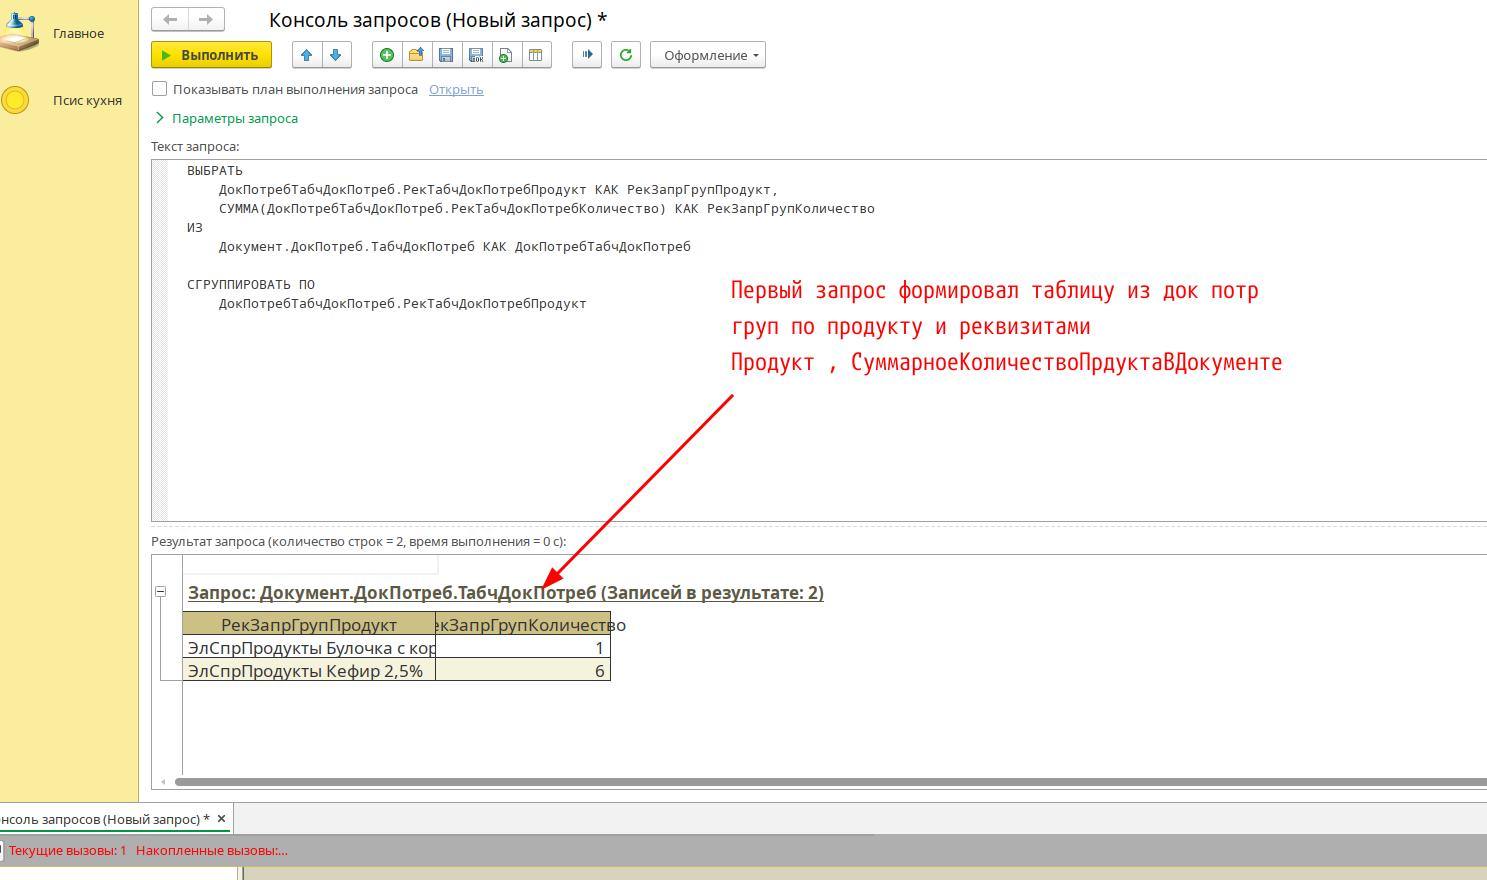 Главное
Псис кухня
Консоль запросов (Новый запрос) *
Выполнить
Оформление
Показывать план выполнения запроса Открыть
Параметры запроса
Текст запроса:
ВЫБРАТЬ
ДокПотребТабчДокПотреб.РекТабчДокПотребПродукт КАК РекЗапрГрупПродукт,
СУММА(ДокПотребТабчДокПотреб.РекТабчДокПотребКоличество) КАК РекЗапрГрупКоличество
ИЗ
Документ.ДокПотреб.ТабчДокПотреб КАК ДокПотребТабчДокПотреб
СГРУППИРОВАТЬ ПО
ДокПотребТабчДокПотреб.РекТабчДокПотребПродукт
Первый запрос формировал таблицу из док потр
груп по продукту и реквизитами
Продукт , СуммарноеКоличествоПрдуктаВДокументе
Результат запроса (количество строк = 2, время выполнения = 0 с):
Запрос: Документ.ДокПотреб.ТабчДокПотреб (Записей в результате: 2)
РекЗапрГрупПродукт екЗапрГрупКоличество
ЭлСпрПродукты Булочка с кор 1
ЭлСпрПродукты Кефир 2,5% 6
нсоль запросов (Новый запрос) *
Текущие вызовы: 1 Накопленные вызовы:...